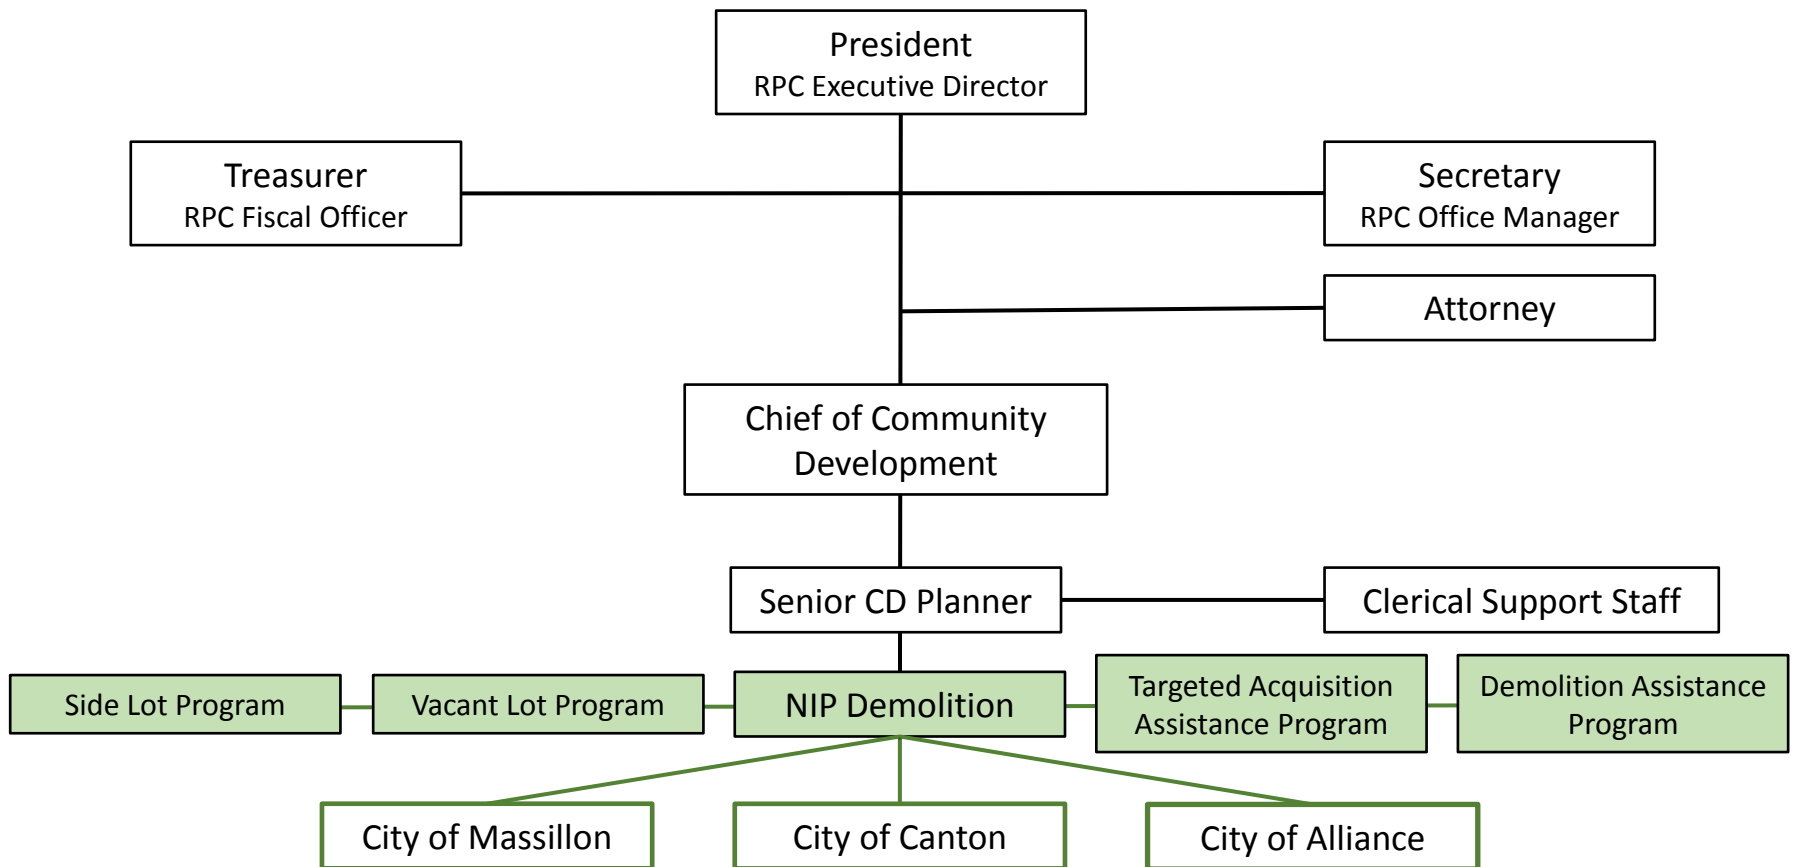 President
RPC Executive Director
Treasurer
RPC Fiscal Officer
Secretary
RPC Office Manager
Attorney
Chief of Community
Development
Senior CD Planner
Clerical Support Staff
Side Lot Program
Vacant Lot Program
NIP Demolition
Targeted Acquisition
Assistance Program
Demolition Assistance
Program
City of Massillon
City of Canton
City of Alliance